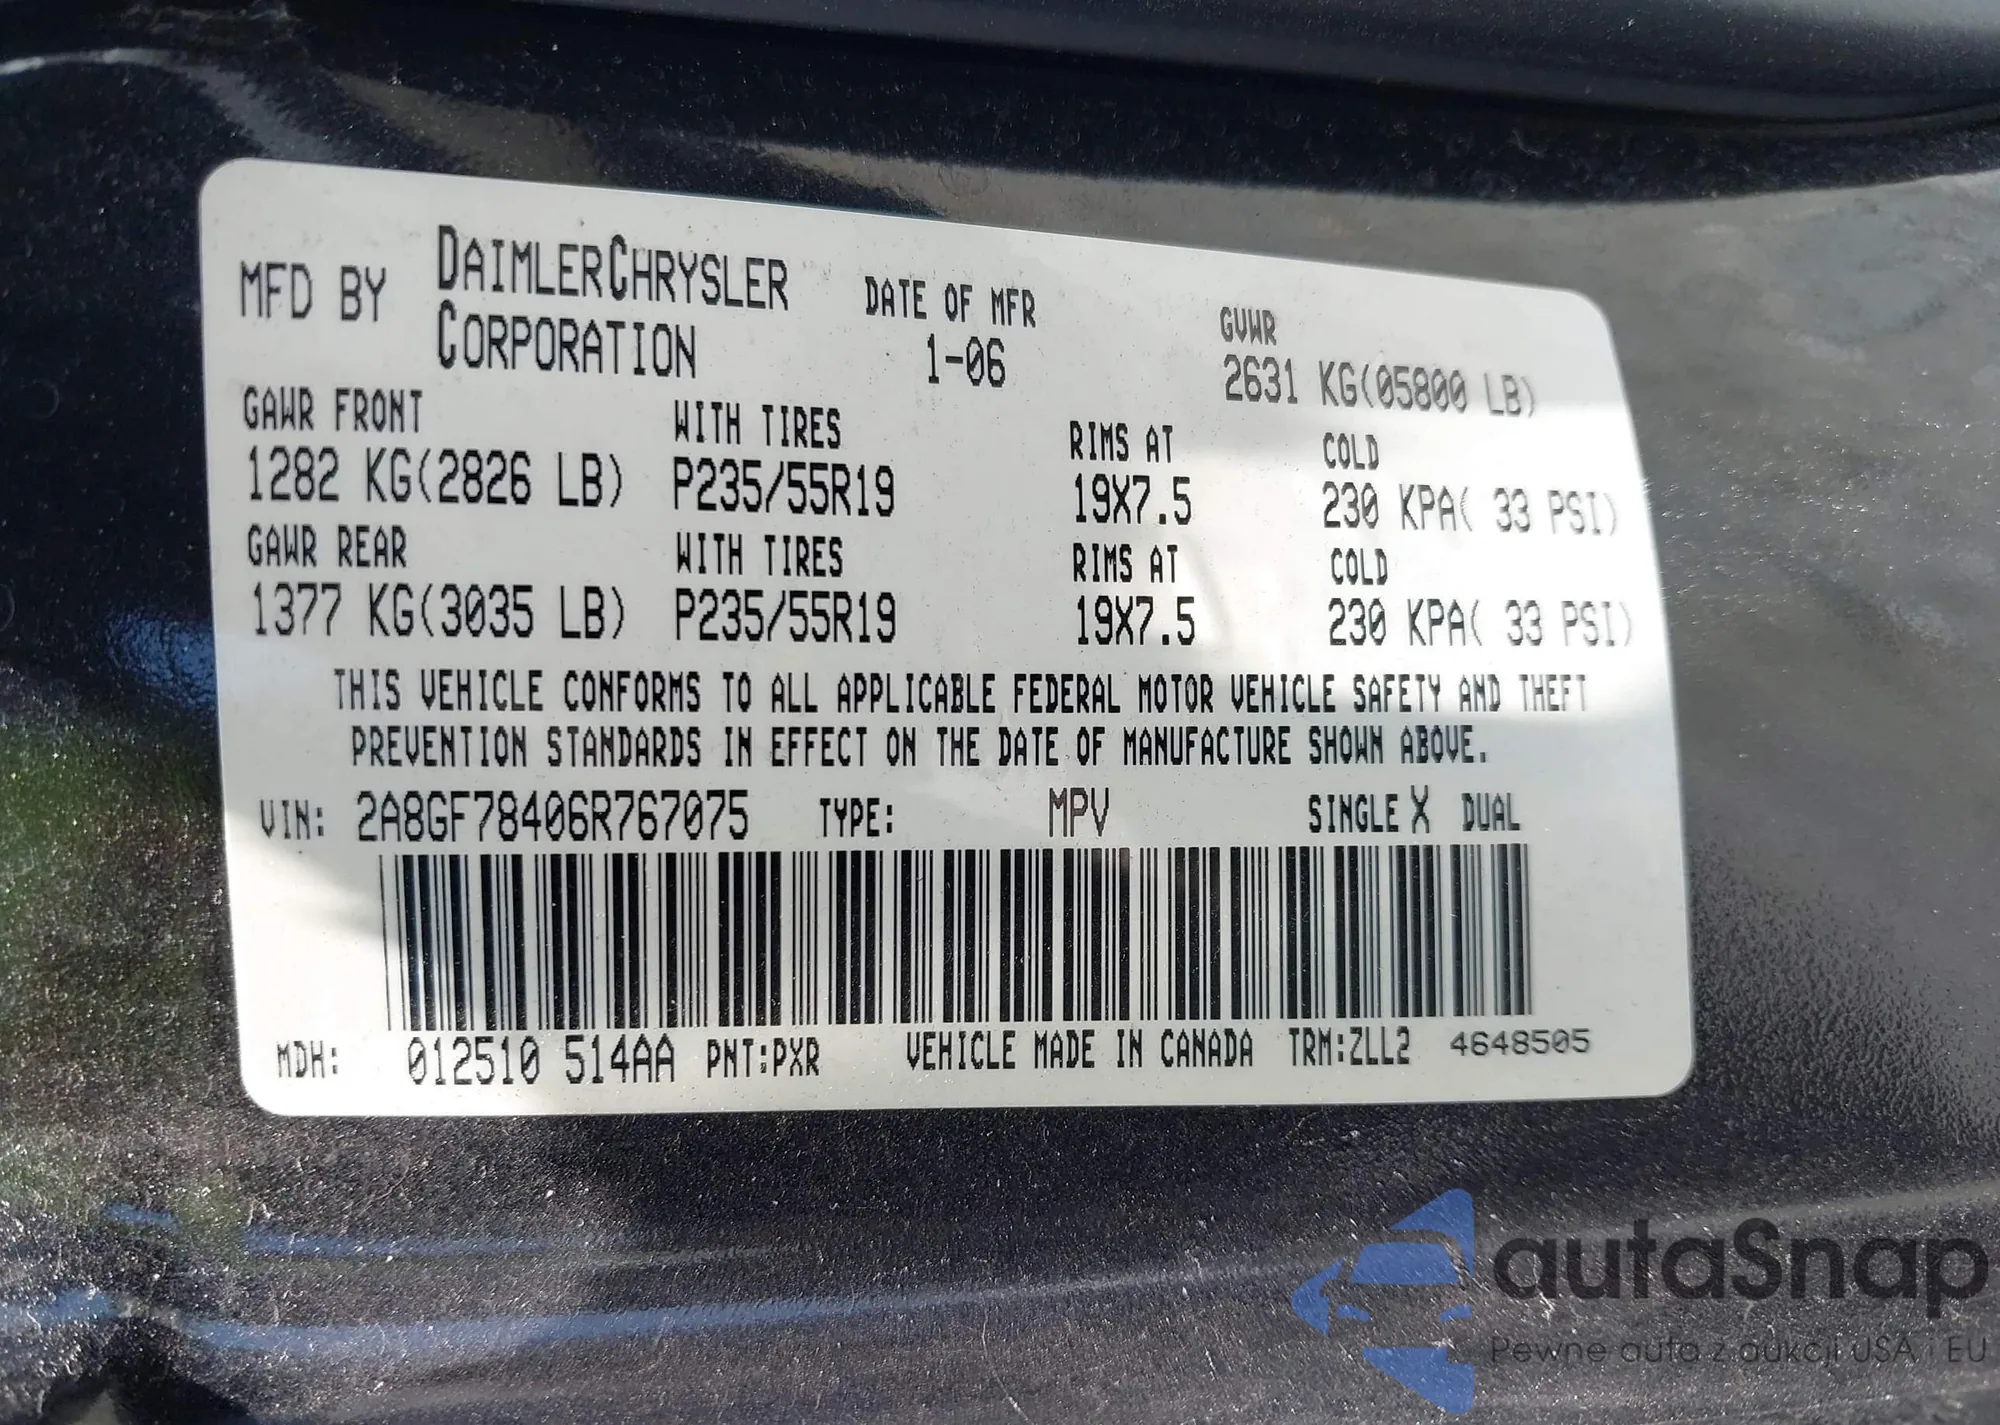 MFD BY DAIMLERCHRYSLER CORPORATION DATE OF MFR GVWR
1-06 2631 KG(05800 LB)
GAWR FRONT WITH TIRES RIMS AT COLD
1282 KG(2826 LB) P235/55R19 19X7.5 230 KPA( 33 PSI)
GAWR REAR WITH TIRES RIMS AT COLD
1377 KG(3035 LB) P235/55R19 19X7.5 230 KPA( 33 PSI)
THIS VEHICLE CONFORMS TO ALL APPLICABLE FEDERAL MOTOR VEHICLE SAFETY AND THEFT
PREVENTION STANDARDS IN EFFECT ON THE DATE OF MANUFACTURE SHOWN ABOVE.
VIN: 2A8GF78406R767075 TYPE: MPV SINGLE X DUAL
MDH: 012510 514AA PNT:PXR VEHICLE MADE IN CANADA TRM:ZLL2 4648505
autaSnap
Pewne auta z aukcji USA i EU